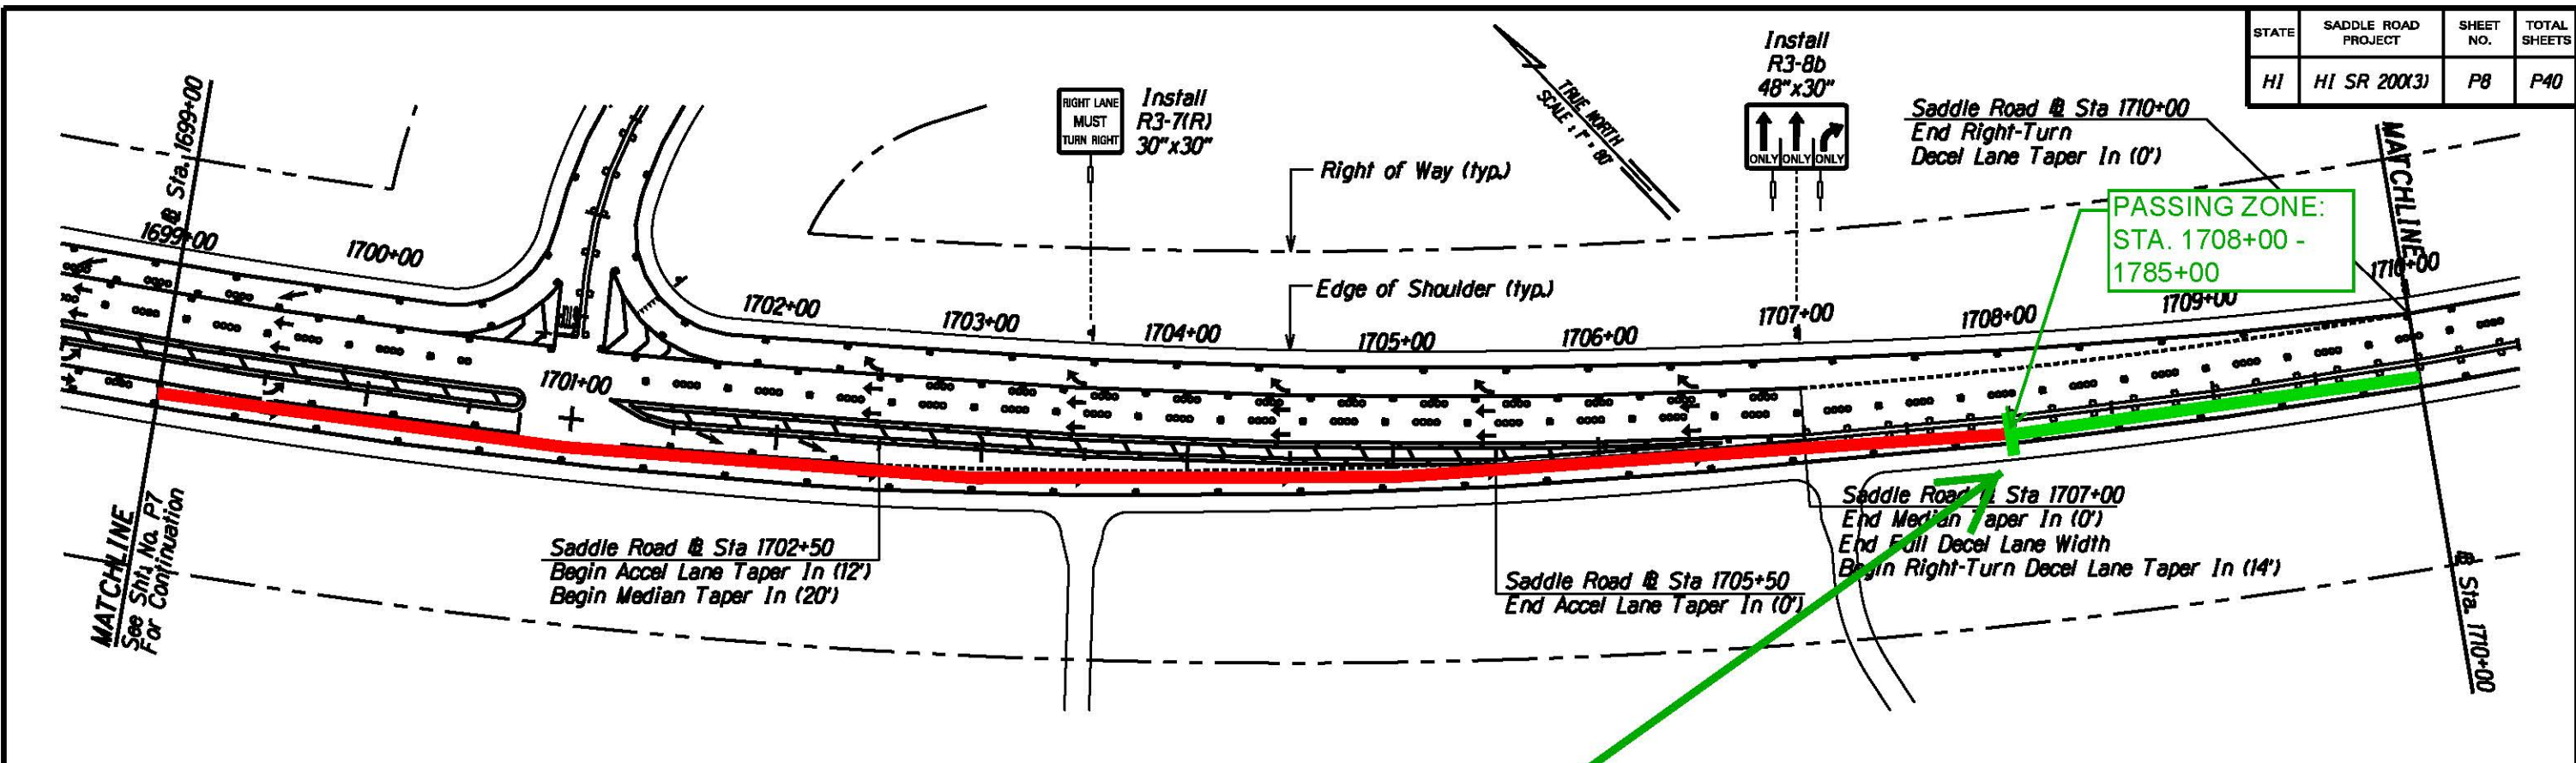 STATE
SADDLE ROAD
PROJECT
SHEET
NO.
TOTAL
SHEETS
HI
HI SR 200(3)
P8
P40
Install
R3-8b
48"x30"
ONLY ONLY ONLY
RIGHT LANE
MUST
TURN RIGHT
Install
R3-7(R)
30"x30"
TRUE NORTH
SCALE : 1" = 80'
Saddle Road ℄ Sta 1710+00
End Right-Turn
Decel Lane Taper In (0')
Right of Way (typ.)
Edge of Shoulder (typ.)
PASSING ZONE:
STA. 1708+00 -
1785+00
Sta. 1699+00
MATCHLINE
See Sht. No. P7
For Continuation
MATCHLINE
Sta. 1710+00
1699+00
1700+00
1701+00
1702+00
1703+00
1704+00
1705+00
1706+00
1707+00
1708+00
1709+00
1710+00
Saddle Road ℄ Sta 1702+50
Begin Accel Lane Taper In (12')
Begin Median Taper In (20')
Saddle Road ℄ Sta 1705+50
End Accel Lane Taper In (0')
Saddle Road Sta 1707+00
End Median Taper In (0')
End Full Decel Lane Width
Begin Right-Turn Decel Lane Taper In (14')